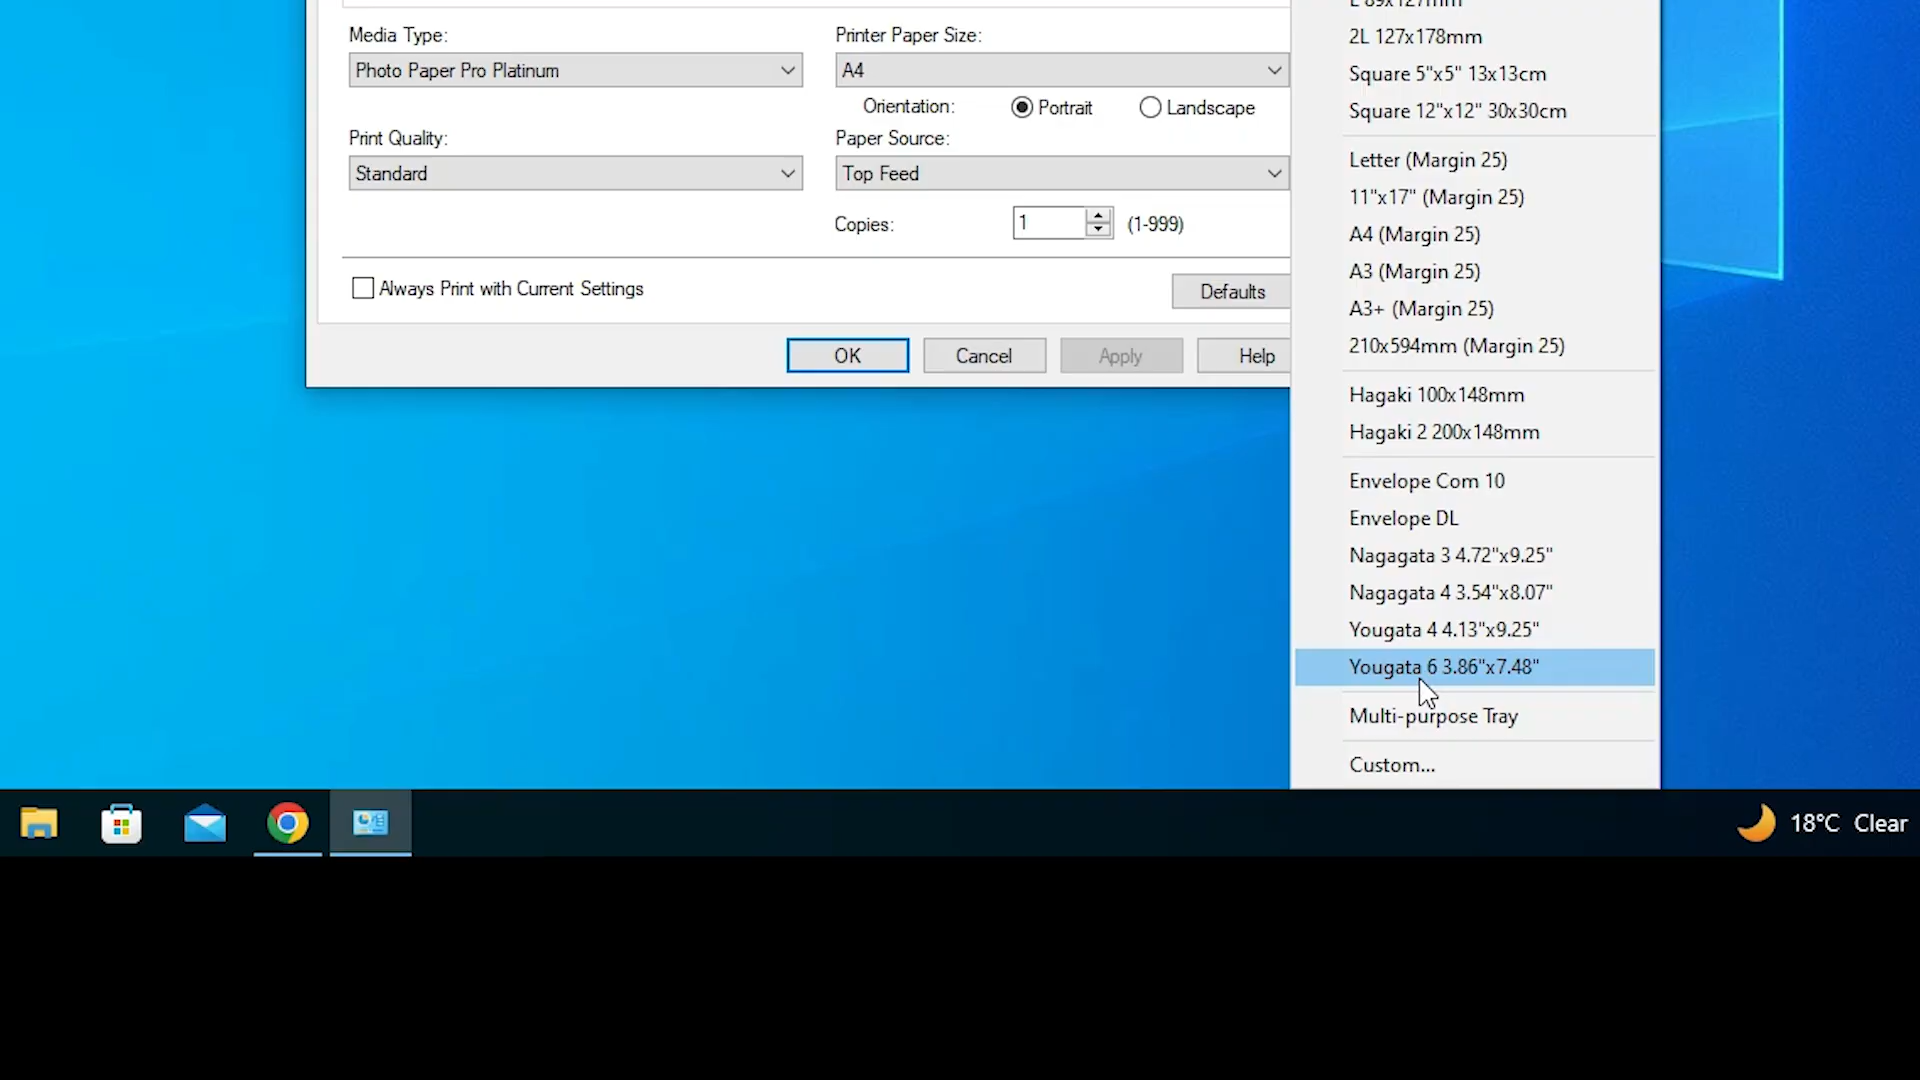 Media Type:
Photo Paper Pro Platinum
Print Quality:
Standard
Printer Paper Size:
A4
Orientation:
Portrait
Landscape
Paper Source:
Top Feed
Copies:
1
(1-999)
Always Print with Current Settings
Defaults
OK
Cancel
Apply
Help
L 89x127mm
2L 127x178mm
Square 5"x5" 13x13cm
Square 12"x12" 30x30cm
Letter (Margin 25)
11"x17" (Margin 25)
A4 (Margin 25)
A3 (Margin 25)
A3+ (Margin 25)
210x594mm (Margin 25)
Hagaki 100x148mm
Hagaki 2 200x148mm
Envelope Com 10
Envelope DL
Nagagata 3 4.72"x9.25"
Nagagata 4 3.54"x8.07"
Yougata 4 4.13"x9.25"
Yougata 6 3.86"x7.48"
Multi-purpose Tray
Custom...
18°C Clear